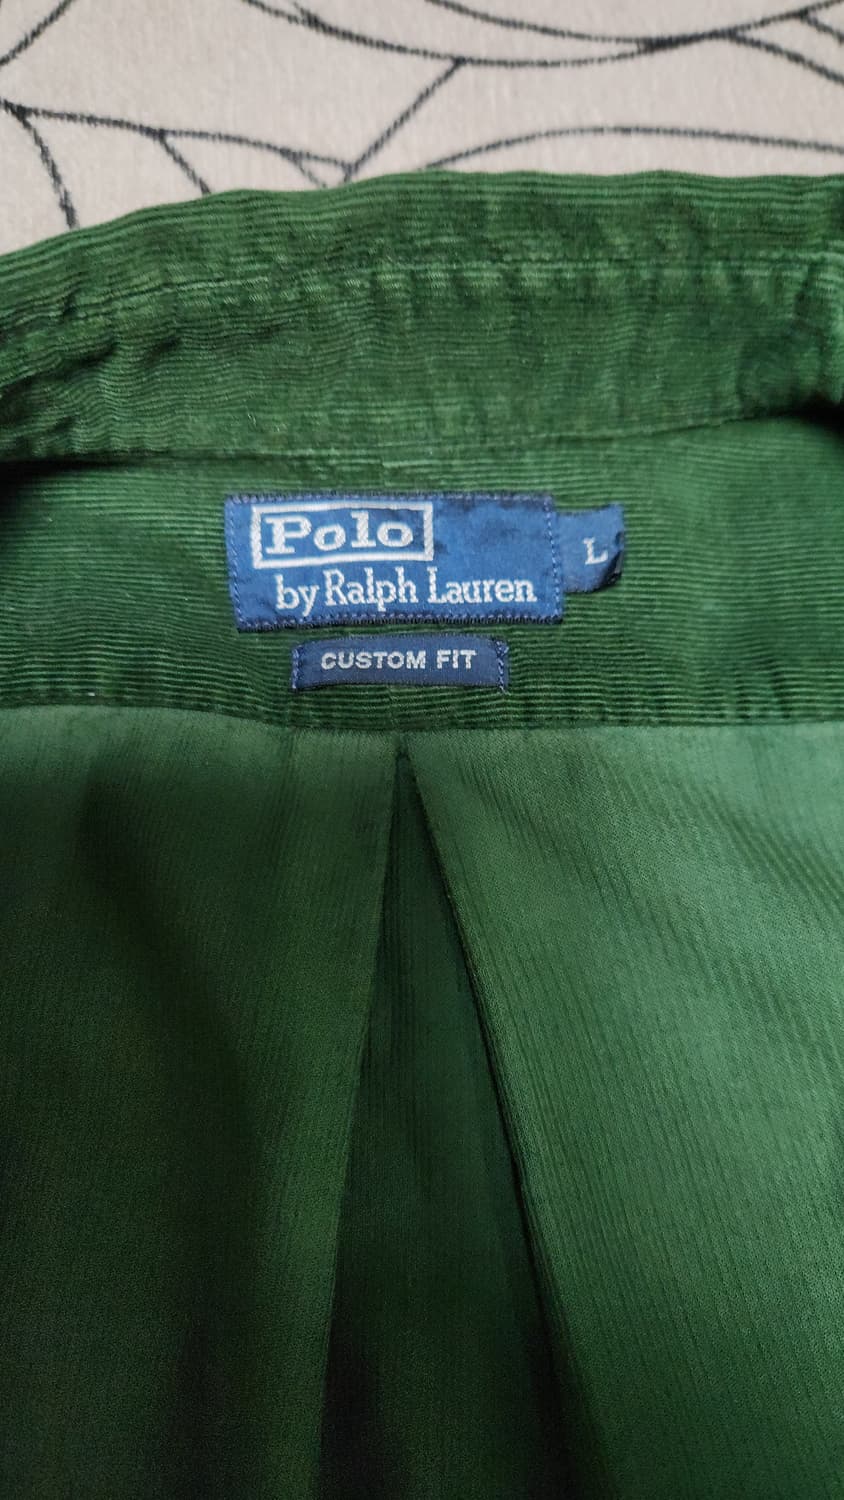 Polo
by Ralph Lauren
L
CUSTOM FIT